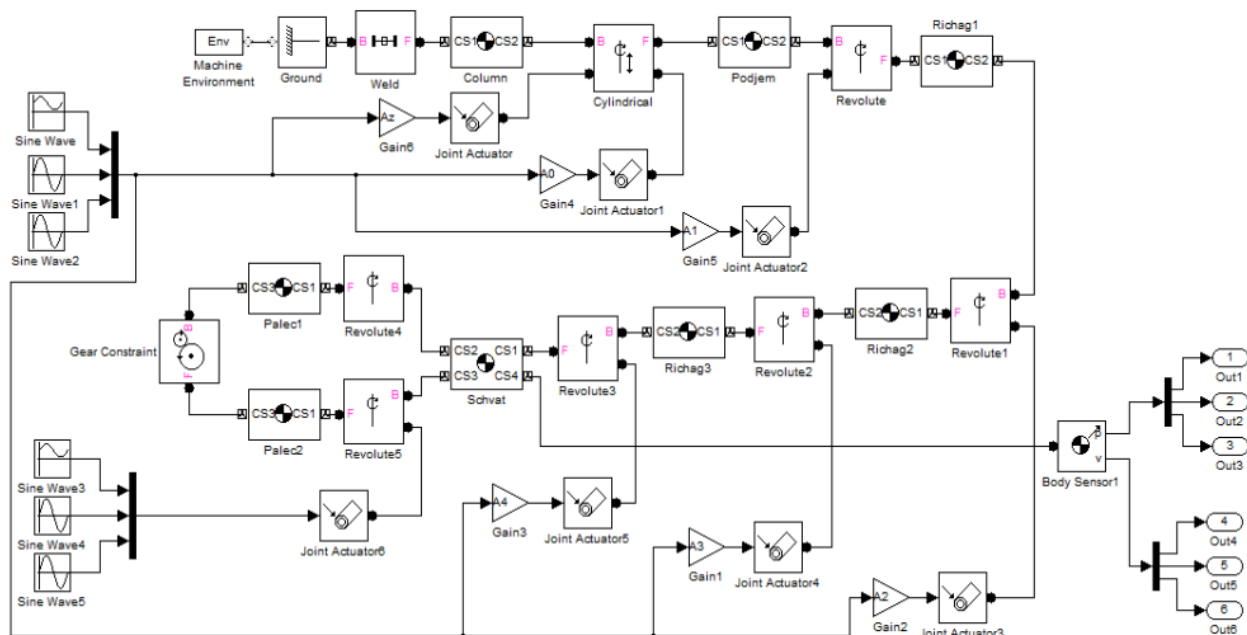 Env
Machine
Environment
Ground
B
F
Weld
CS1
CS2
Column
B
F
Cylindrical
CS1
CS2
Podjem
B
F
Revolute
Richag1
CS1
CS2
Sine Wave
Sine Wave1
Sine Wave2
Az
Gain6
Joint Actuator
A0
Gain4
Joint Actuator1
A1
Gain5
Joint Actuator2
CS3
CS1
Palec1
F
B
Revolute4
Gear Constraint
B
F
CS3
CS1
Palec2
F
B
Revolute5
CS2
CS1
CS3
CS4
Schvat
F
B
Revolute3
CS2
CS1
Richag3
F
B
Revolute2
CS2
CS1
Richag2
F
B
Revolute1
p
v
Body Sensor1
1
Out1
2
Out2
3
Out3
4
Out4
5
Out5
6
Out6
Sine Wave3
Sine Wave4
Sine Wave5
Joint Actuator6
A4
Gain3
Joint Actuator5
A3
Gain1
Joint Actuator4
A2
Gain2
Joint Actuator3